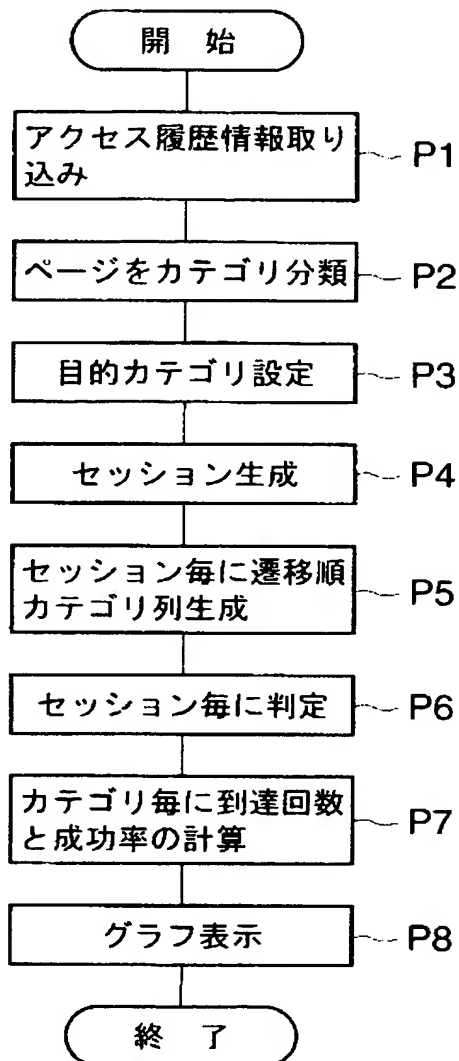 開 始
アクセス履歴情報取り
込み
P1
ページをカテゴリ分類
P2
目的カテゴリ設定
P3
セッション生成
P4
セッション毎に遷移順
カテゴリ列生成
P5
セッション毎に判定
P6
カテゴリ毎に到達回数
と成功率の計算
P7
グラフ表示
P8
終 了